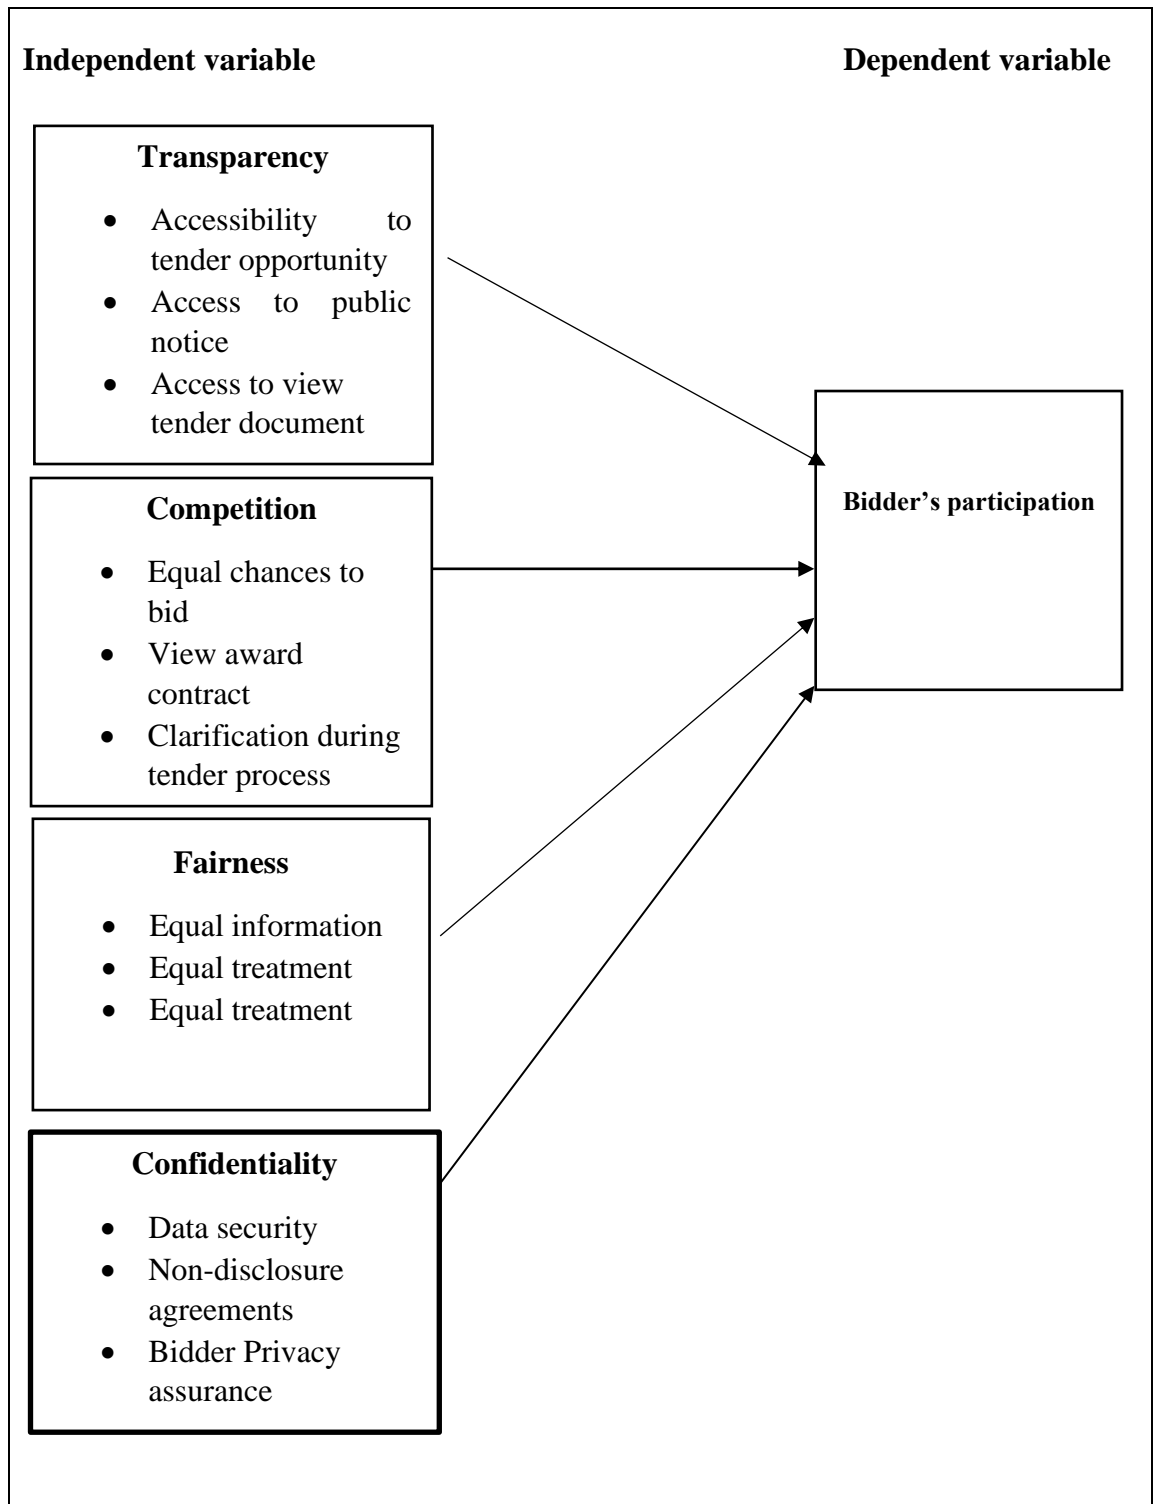 Independent variable
Dependent variable
Transparency
• Accessibility to
tender opportunity
• Access to public
notice
• Access to view
tender document
Competition
• Equal chances to
bid
• View award
contract
• Clarification during
tender process
Fairness
• Equal information
• Equal treatment
• Equal treatment
Confidentiality
• Data security
• Non-disclosure
agreements
• Bidder Privacy
assurance
Bidder’s participation